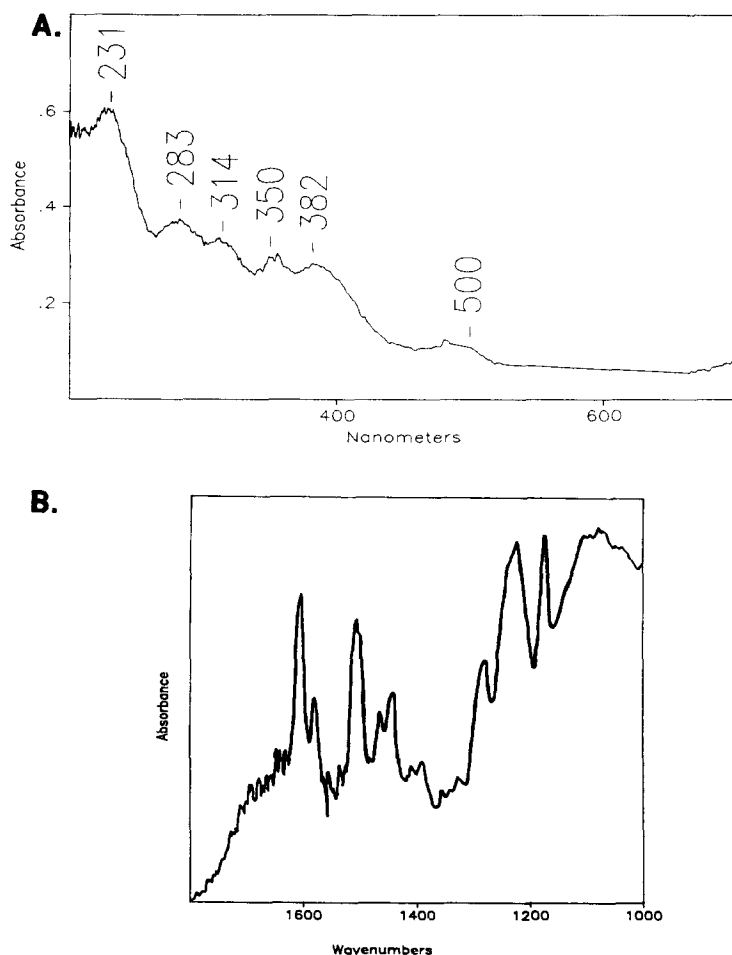 A.
231
283
314
350
382
500
.6
.4
.2
Absorbance
400
600
Nanometers
B.
Absorbance
1600
1400
1200
1000
Wavenumbers